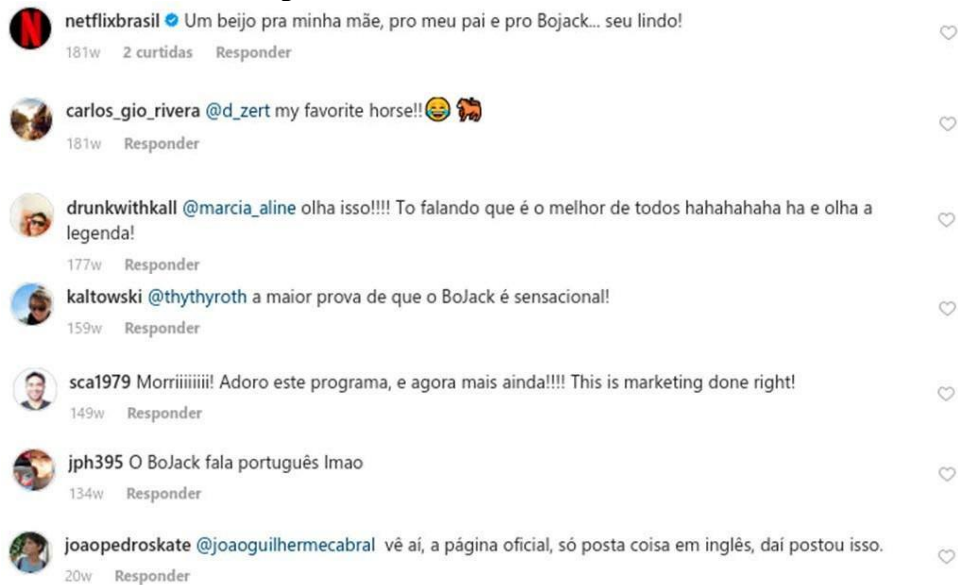 netflixbrasil Um beijo pra minha mãe, pro meu pai e pro Bojack... seu lindo!
181w 2 curtidas Responder
carlos_gio_rivera @d_zert my favorite horse!!😂🐎
181w Responder
drunkwithkall @marcia_aline olha isso!!!! To falando que é o melhor de todos hahahahaha ha e olha a
legenda!
177w Responder
kaltowski @thythyroth a maior prova de que o BoJack é sensacional!
159w Responder
sca1979 Morriiiiiiiii! Adoro este programa, e agora mais ainda!!!! This is marketing done right!
149w Responder
jph395 O BoJack fala português lmao
134w Responder
joaopedroskate @joaoguilhermecabral vê aí, a página oficial, só posta coisa em inglês, daí postou isso.
20w Responder